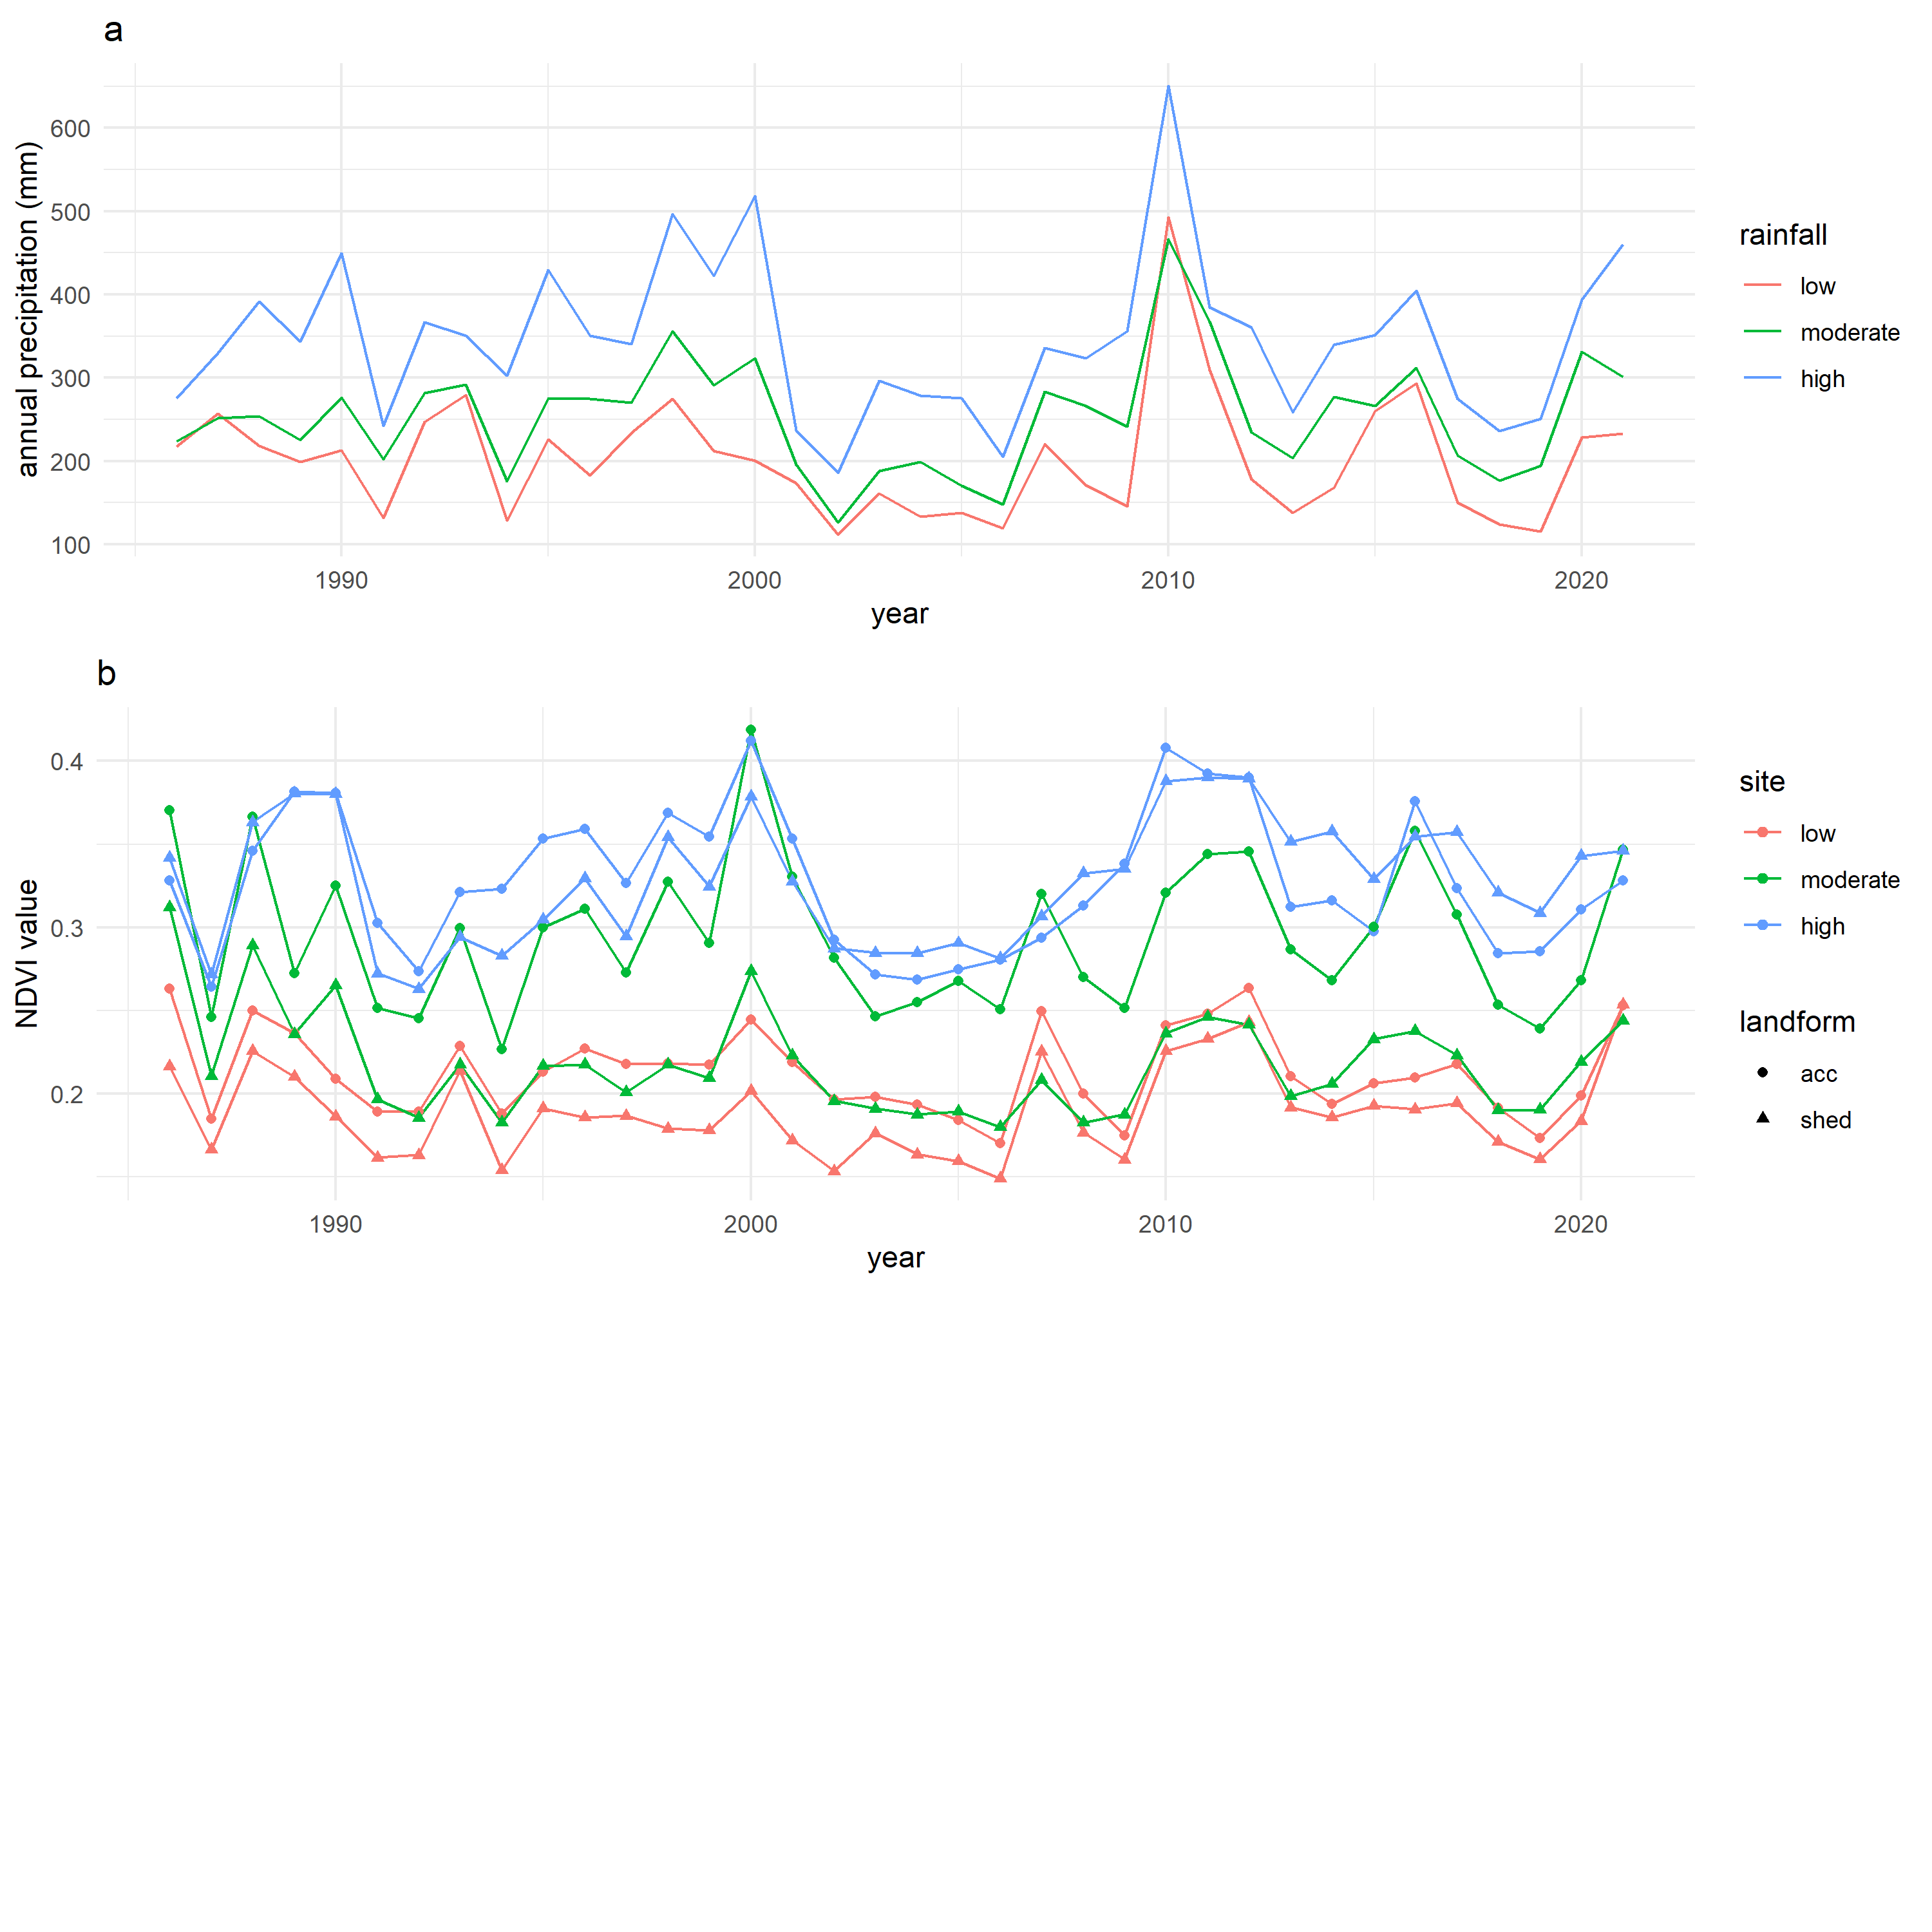 a
annual precipitation (mm)
600
500
400
300
200
100
1990 2000 2010 2020
year
rainfall
low
moderate
high
b
NDVI value
0.4
0.3
0.2
1990 2000 2010 2020
year
site
low
moderate
high
landform
acc
shed